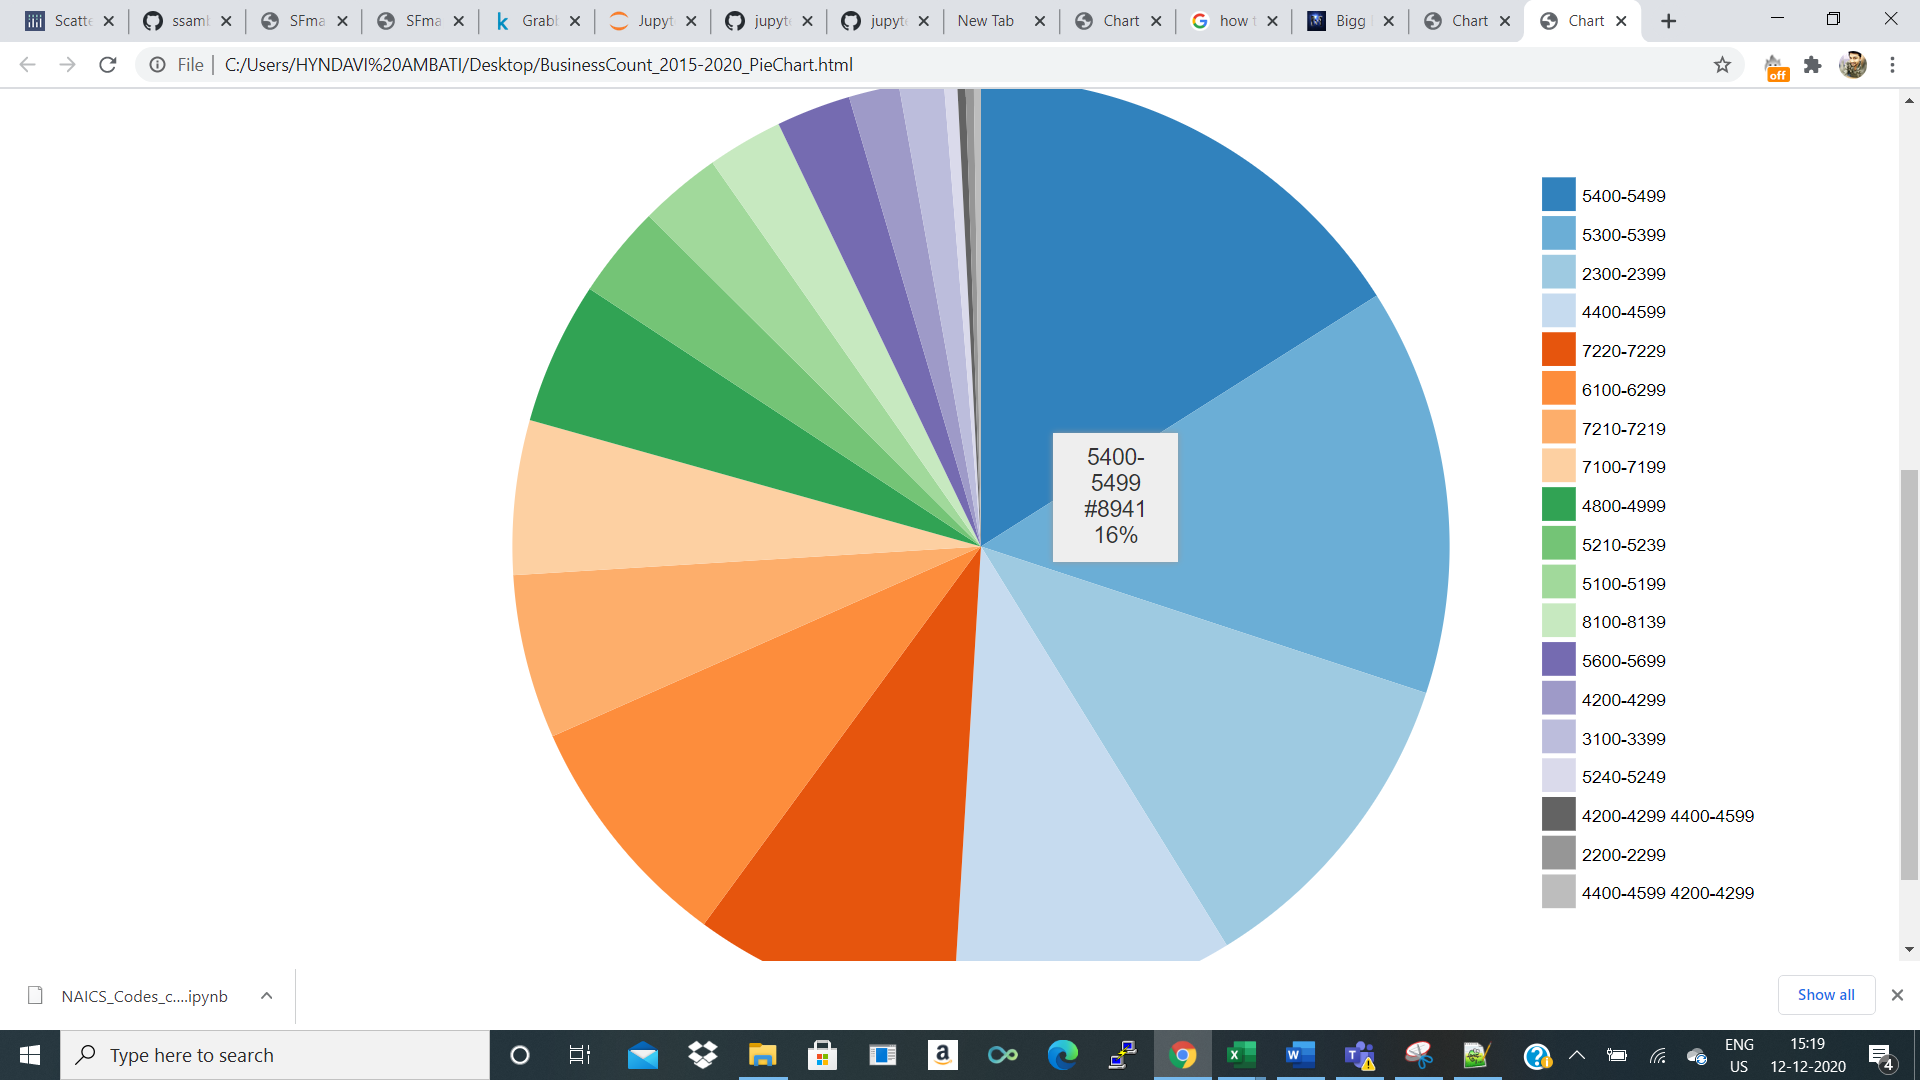 Scatte
ssaml
SFma
SFma
Grabl
Jupyt
jupyte
jupyte
New Tab
Chart
how t
Bigg
Chart
Chart
File
C:/Users/HYNDAVI%20AMBATI/Desktop/BusinessCount_2015-2020_PieChart.html
off
5400-
5499
#8941
16%
5400-5499
5300-5399
2300-2399
4400-4599
7220-7229
6100-6299
7210-7219
7100-7199
4800-4999
5210-5239
5100-5199
8100-8139
5600-5699
4200-4299
3100-3399
5240-5249
4200-4299 4400-4599
2200-2299
4400-4599 4200-4299
NAICS_Codes_c....ipynb
Show all
Type here to search
ENG
US
15:19
12-12-2020
4